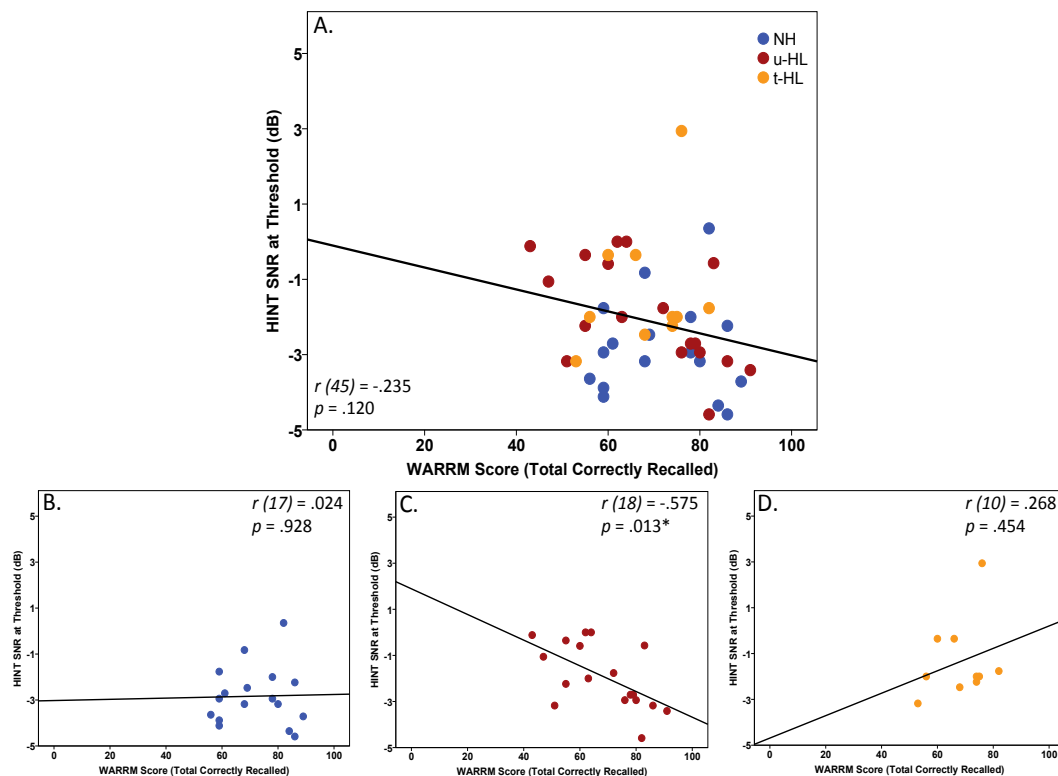 A.
NH
u-HL
t-HL
5
3
1
-1
-3
-5
HINT SNR at Threshold (dB)
r (45) = -.235
p = .120
0 20 40 60 80 100
WARRM Score (Total Correctly Recalled)
B.
r (17) = .024
p = .928
5
3
1
-1
-3
-5
HINT SNR at Threshold (dB)
0 20 40 60 80 100
WARRM Score (Total Correctly Recalled)
C.
r (18) = -.575
p = .013*
5
3
1
-1
-3
-5
HINT SNR at Threshold (dB)
0 20 40 60 80 100
WARRM Score (Total Correctly Recalled)
D.
r (10) = .268
p = .454
5
3
1
-1
-3
-5
HINT SNR at Threshold (dB)
0 20 40 60 80 100
WARRM Score (Total Correctly Recalled)